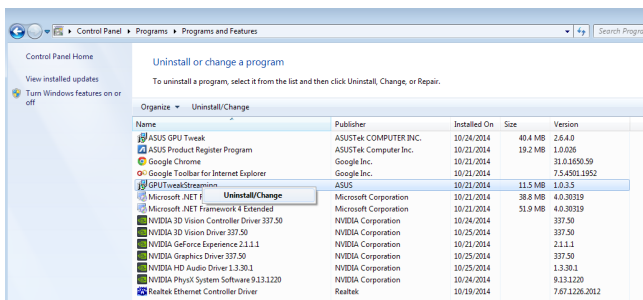 Control Panel ▸ Programs ▸ Programs and Features
Search Progra
Control Panel Home
View installed updates
Turn Windows features on or
off
Uninstall or change a program
To uninstall a program, select it from the list and then click Uninstall, Change, or Repair.
Organize Uninstall/Change
Name Publisher Installed On Size Version
ASUS GPU Tweak ASUSTek COMPUTER INC. 10/24/2014 40.4 MB 2.6.4.0
ASUS Product Register Program ASUSTek Computer Inc. 10/21/2014 19.2 MB 1.0.026
Google Chrome Google Inc. 10/21/2014 31.0.1650.59
Google Toolbar for Internet Explorer Google Inc. 10/21/2014 7.5.4501.1952
GPUTweakStreaming ASUS 10/21/2014 11.5 MB 1.0.3.5
Microsoft .NET F Microsoft Corporation 10/21/2014 38.8 MB 4.0.30319
Uninstall/Change
Microsoft .NET Framework 4 Extended Microsoft Corporation 10/21/2014 51.9 MB 4.0.30319
NVIDIA 3D Vision Controller Driver 337.50 NVIDIA Corporation 10/24/2014 337.50
NVIDIA 3D Vision Driver 337.50 NVIDIA Corporation 10/25/2014 337.50
NVIDIA GeForce Experience 2.1.1.1 NVIDIA Corporation 10/21/2014 2.1.1.1
NVIDIA Graphics Driver 337.50 NVIDIA Corporation 10/25/2014 337.50
NVIDIA HD Audio Driver 1.3.30.1 NVIDIA Corporation 10/25/2014 1.3.30.1
NVIDIA PhysX System Software 9.13.1220 NVIDIA Corporation 10/24/2014 9.13.1220
Realtek Ethernet Controller Driver Realtek 10/19/2014 7.67.1226.2012